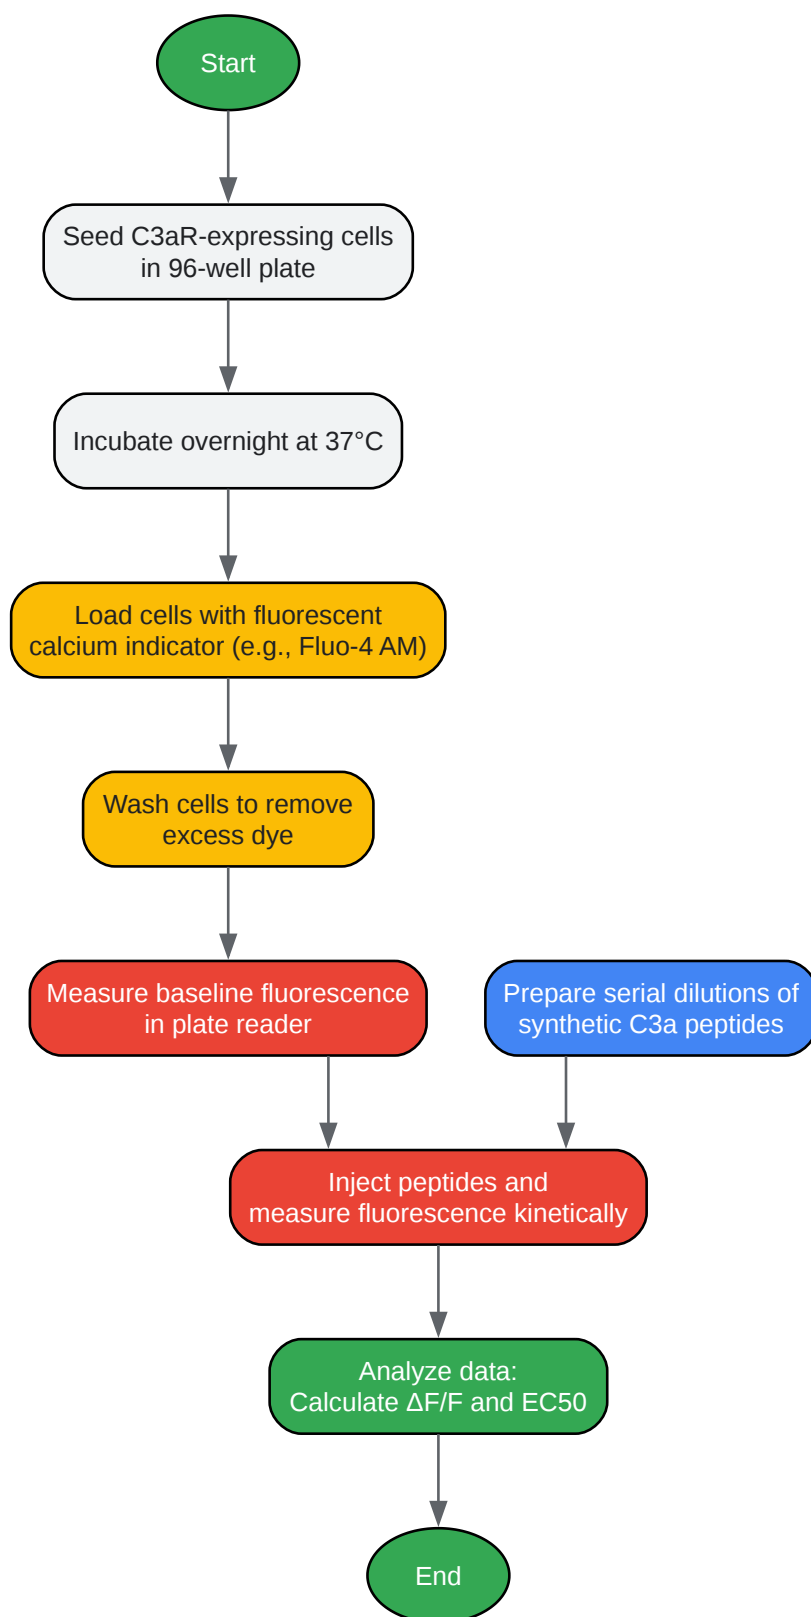 Start
Seed C3aR-expressing cells
in 96-well plate
Incubate overnight at 37°C
Load cells with fluorescent
calcium indicator (e.g., Fluo-4 AM)
Wash cells to remove
excess dye
Measure baseline fluorescence
in plate reader
Prepare serial dilutions of
synthetic C3a peptides
Inject peptides and
measure fluorescence kinetically
Analyze data:
Calculate ΔF/F and EC50
End